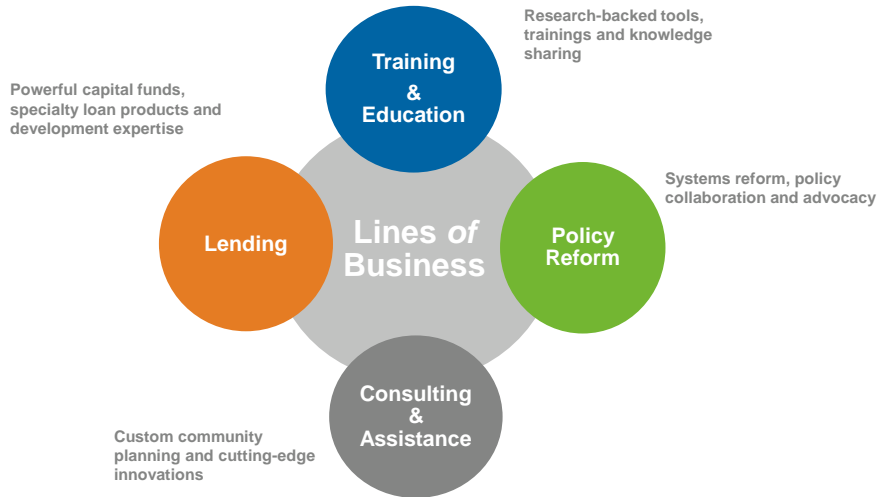 Research-backed tools,
trainings and knowledge
sharing
Training
&
Education
Powerful capital funds,
specialty loan products and
development expertise
Systems reform, policy
collaboration and advocacy
Lending
Lines of
Business
Policy
Reform
Consulting
&
Assistance
Custom community
planning and cutting-edge
innovations